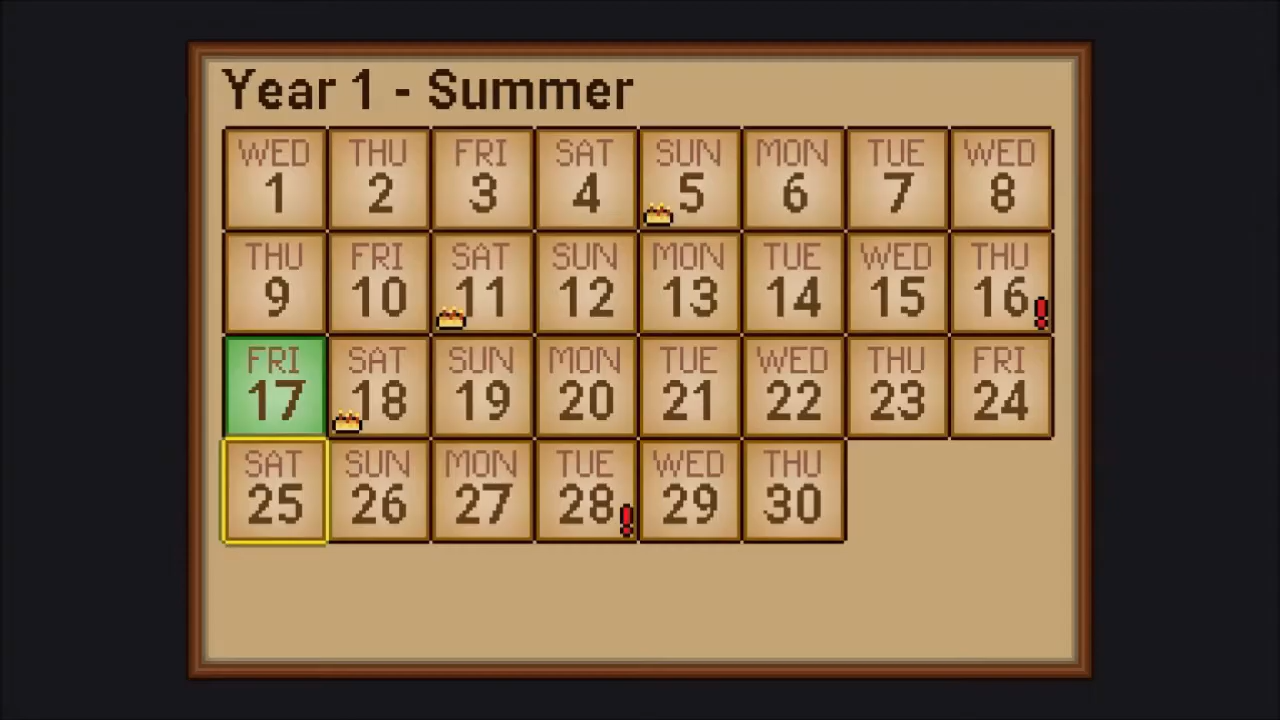 Year 1 - Summer
WED THU FRI SAT SUN MON TUE WED
1 2 3 4 5 6 7 8
THU FRI SAT SUN MON TUE WED THU
9 10 11 12 13 14 15 16
FRI SAT SUN MON TUE WED THU FRI
17 18 19 20 21 22 23 24
SAT SUN MON TUE WED THU
25 26 27 28 29 30